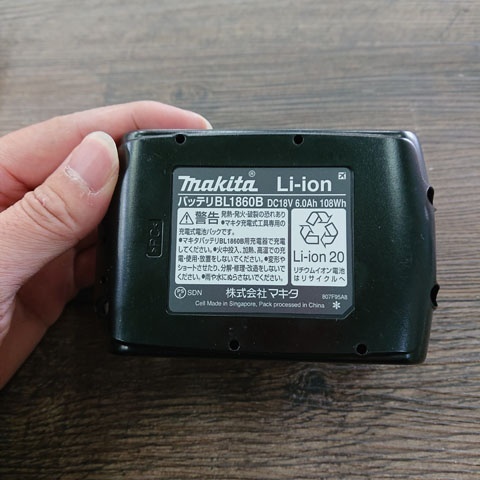 makita® Li-ion
バッテリBL1860B DC18V 6.0Ah 108Wh
警告 発熱・発火・破裂の恐れあり
●マキタ充電式工具専用の
充電式電池パックです。
●マキタバッテリBL1860B用充電器で充電
してください。●火中投入、加熱、高温での充
電・使用・放置をしないでください。●変形や
ショートさせたり、分解・修理・改造をしないで
ください。●雨や水にぬらさないでください。
Li-ion 20
リチウムイオン電池
はリサイクルへ
SDN 株式会社マキタ
807F95A8
Cell Made in Singapore, Pack processed in China